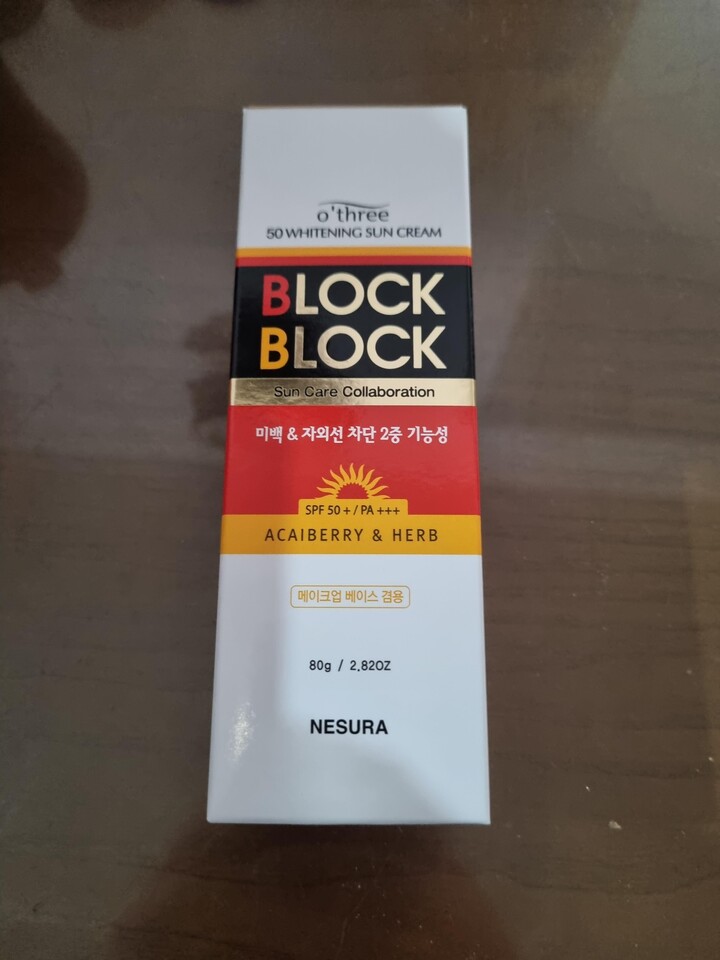 o'three
50 WHITENING SUN CREAM
BLOCK
BLOCK
Sun Care Collaboration
미백 & 자외선 차단 2중 기능성
SPF 50 + / PA +++
ACAIBERRY & HERB
메이크업 베이스 겸용
80g / 2.82OZ
NESURA